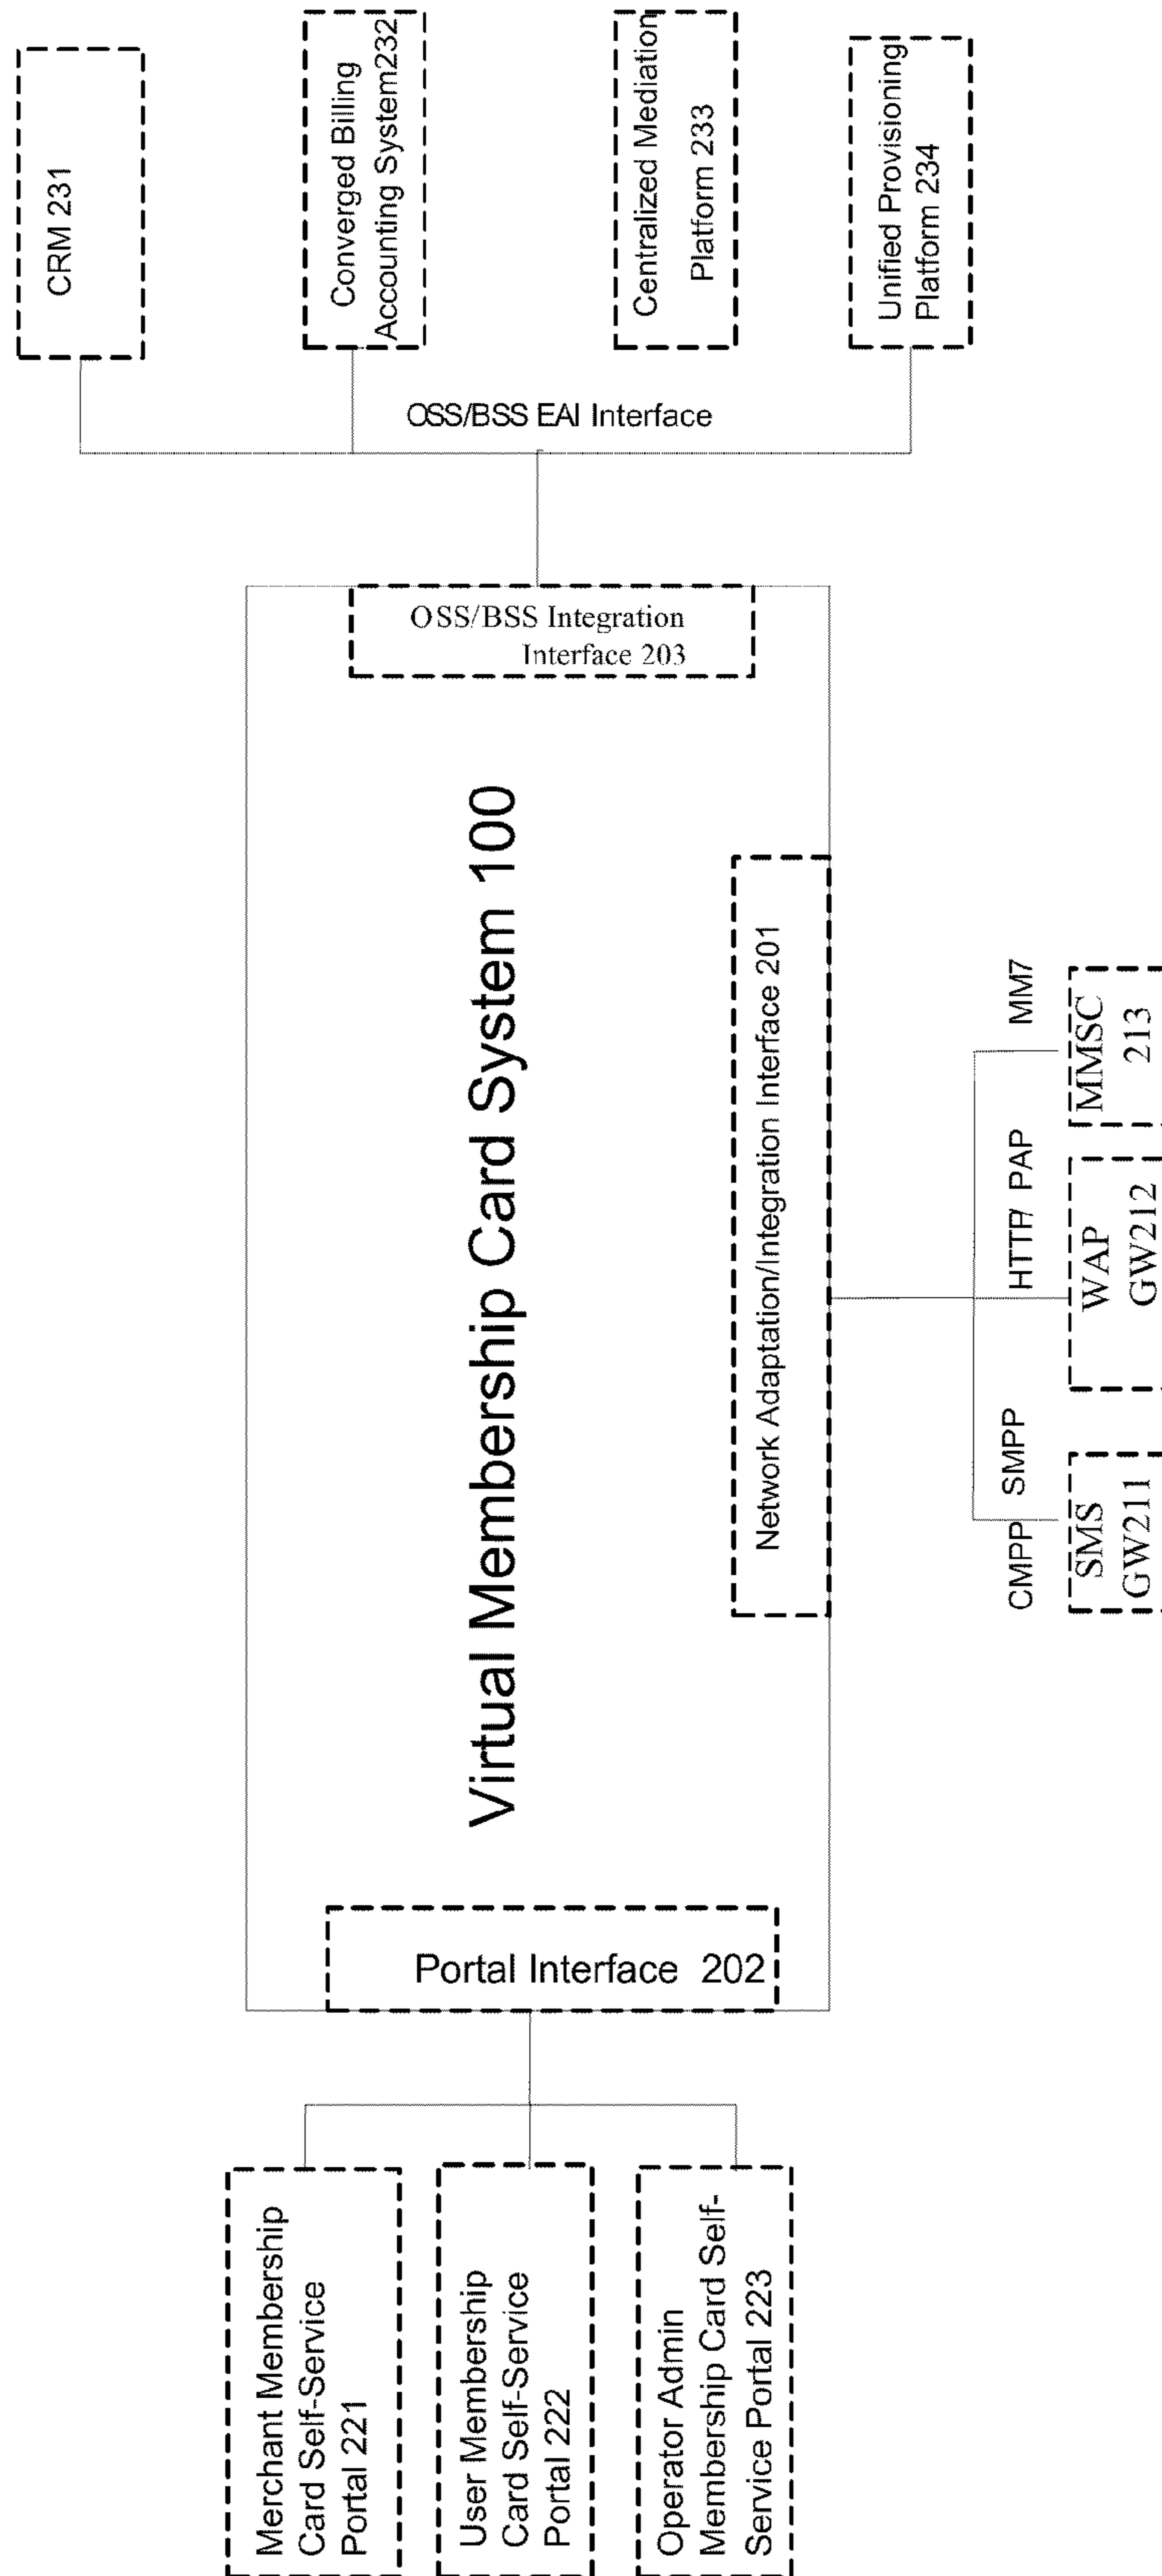 CRM 231
Converged Billing
Accounting System232
Centralized Mediation
Platform 233
Unified Provisioning
Platform 234
OSS/BSS EAI Interface
OSS/BSS Integration
Interface 203
Virtual Membership Card System 100
Network Adaptation/Integration Interface 201
CMPP SMPP
HTTP/ PAP
MM7
SMS
GW211
WAP
GW212
MMSC
213
Portal Interface 202
Merchant Membership
Card Self-Service
Portal 221
User Membership
Card Self-Service
Portal 222
Operator Admin
Membership Card Self-
Service Portal 223